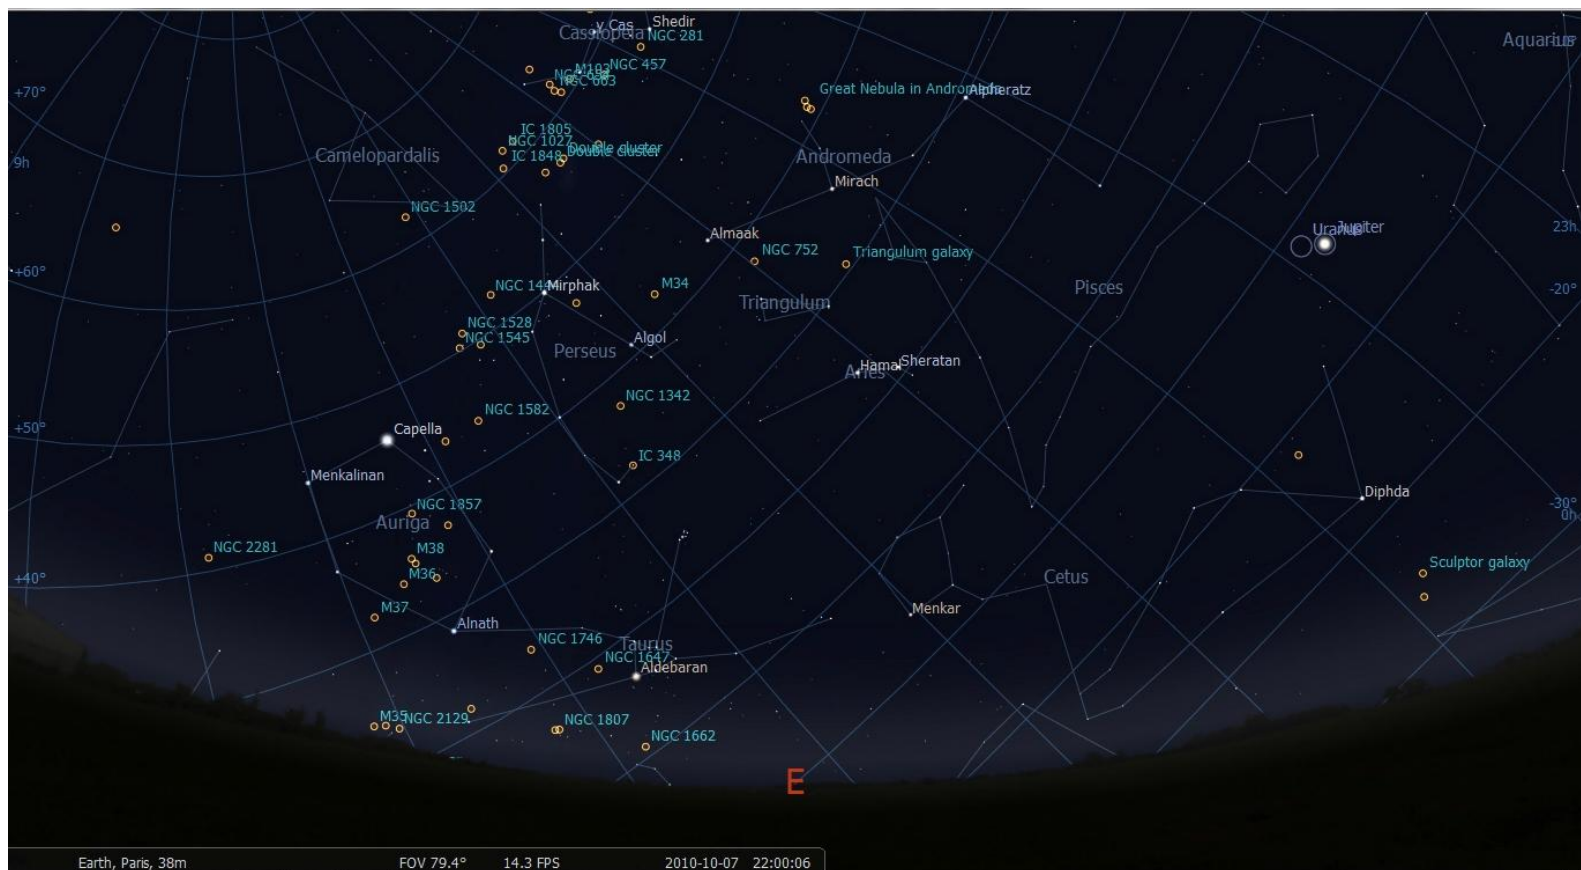 Shedir
γ Cas
Cassiopeia
NGC 281
Aquarius
M103
NGC 457
NGC 663
+70°
Great Nebula in Andromeda
Alpheratz
IC 1805
NGC 1027
Double cluster
Double cluster
Camelopardalis
IC 1848
Andromeda
9h
Mirach
NGC 1502
Almaak
23h
Uranus
Jupiter
NGC 752
Triangulum galaxy
+60°
Mirphak
M34
Triangulum
Pisces
-20°
NGC 1528
NGC 1545
Algol
Perseus
Hamal
Sheratan
Aries
NGC 1342
NGC 1582
Capella
+50°
IC 348
Menkalinan
Diphda
NGC 1857
-30°
0h
Auriga
NGC 2281
M38
Sculptor galaxy
M36
+40°
Cetus
M37
Menkar
Alnath
NGC 1746
Taurus
NGC 1647
Aldebaran
M35
NGC 2129
NGC 1807
NGC 1662
E
Earth, Paris, 38m
FOV 79.4°
14.3 FPS
2010-10-07 22:00:06